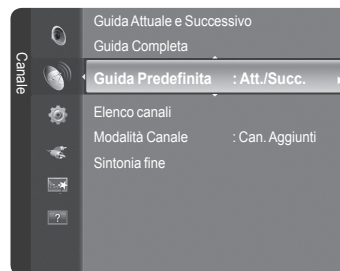 Canale
Guida Attuale e Successivo
Guida Completa
Guida Predefinita : Att./Succ.
Elenco canali
Modalità Canale : Can. Aggiunti
Sintonia fine
?